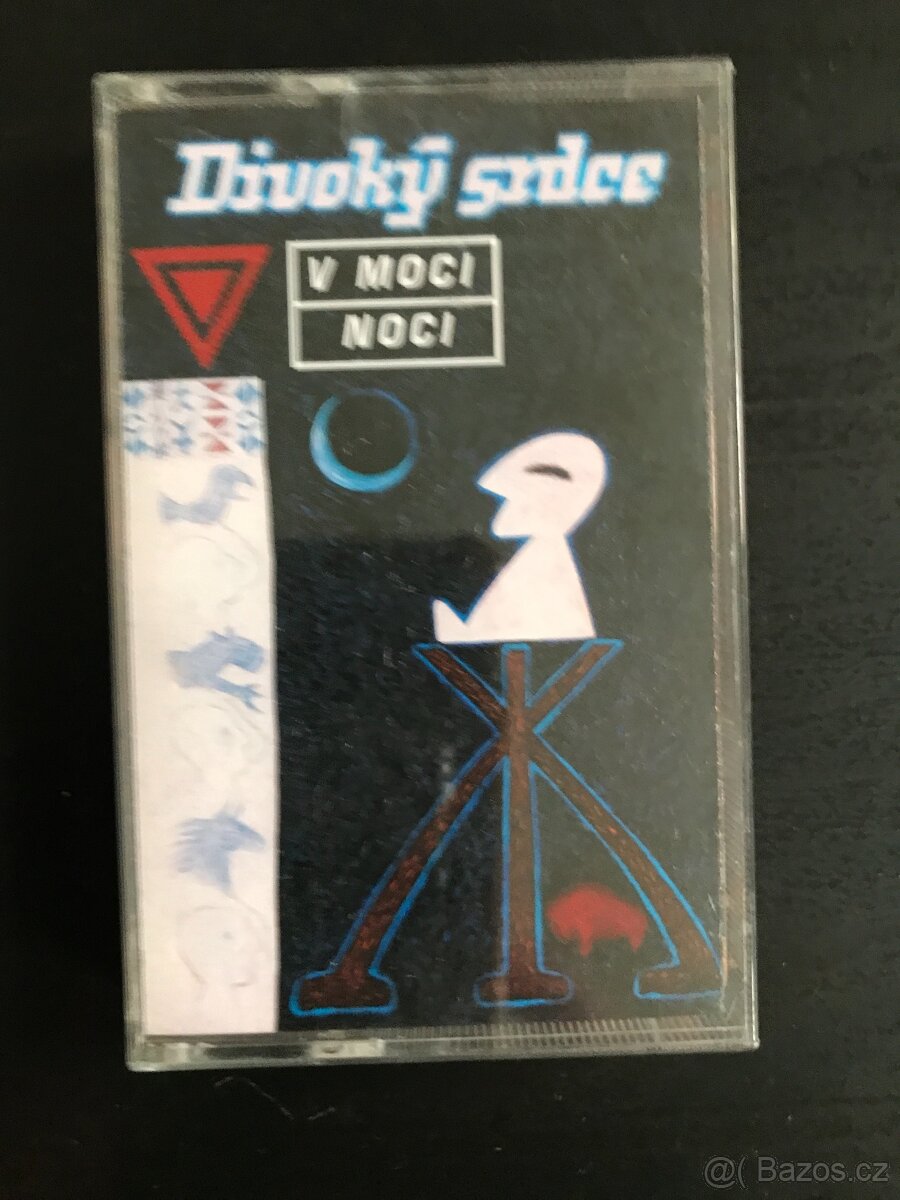 Divoký srdce
V MOCI
NOCI
@( Bazos.cz